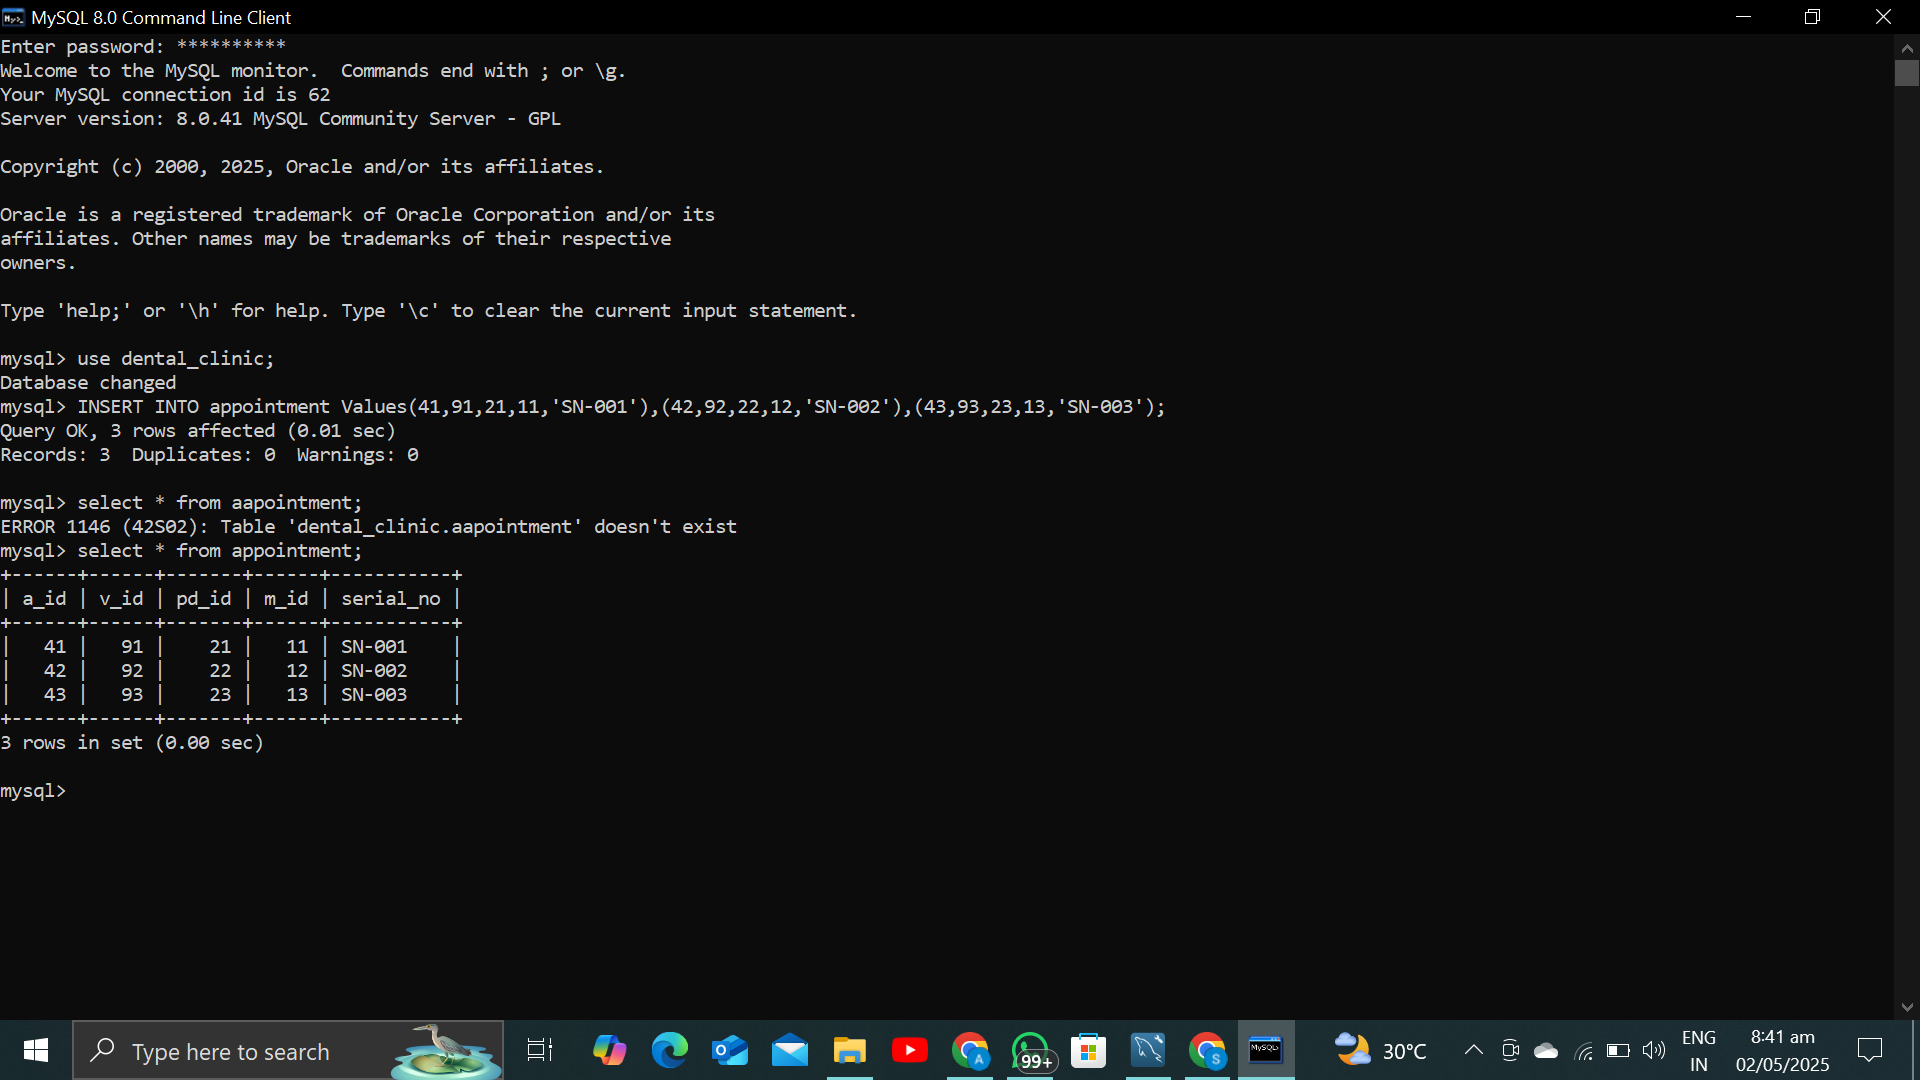 MySQL 8.0 Command Line Client
Enter password: **********
Welcome to the MySQL monitor.  Commands end with ; or \g.
Your MySQL connection id is 62
Server version: 8.0.41 MySQL Community Server - GPL
Copyright (c) 2000, 2025, Oracle and/or its affiliates.
Oracle is a registered trademark of Oracle Corporation and/or its
affiliates. Other names may be trademarks of their respective
owners.
Type 'help;' or '\h' for help. Type '\c' to clear the current input statement.
mysql> use dental_clinic;
Database changed
mysql> INSERT INTO appointment Values(41,91,21,11,'SN-001'),(42,92,22,12,'SN-002'),(43,93,23,13,'SN-003');
Query OK, 3 rows affected (0.01 sec)
Records: 3  Duplicates: 0  Warnings: 0
mysql> select * from aapointment;
ERROR 1146 (42S02): Table 'dental_clinic.aapointment' doesn't exist
mysql> select * from appointment;
+------+------+-------+------+-----------+
| a_id | v_id | pd_id | m_id | serial_no |
+------+------+-------+------+-----------+
|   41 |   91 |    21 |   11 | SN-001    |
|   42 |   92 |    22 |   12 | SN-002    |
|   43 |   93 |    23 |   13 | SN-003    |
+------+------+-------+------+-----------+
3 rows in set (0.00 sec)
mysql>
Type here to search
A
99+
S
MySQL>
30°C
ENG
IN
8:41 am
02/05/2025